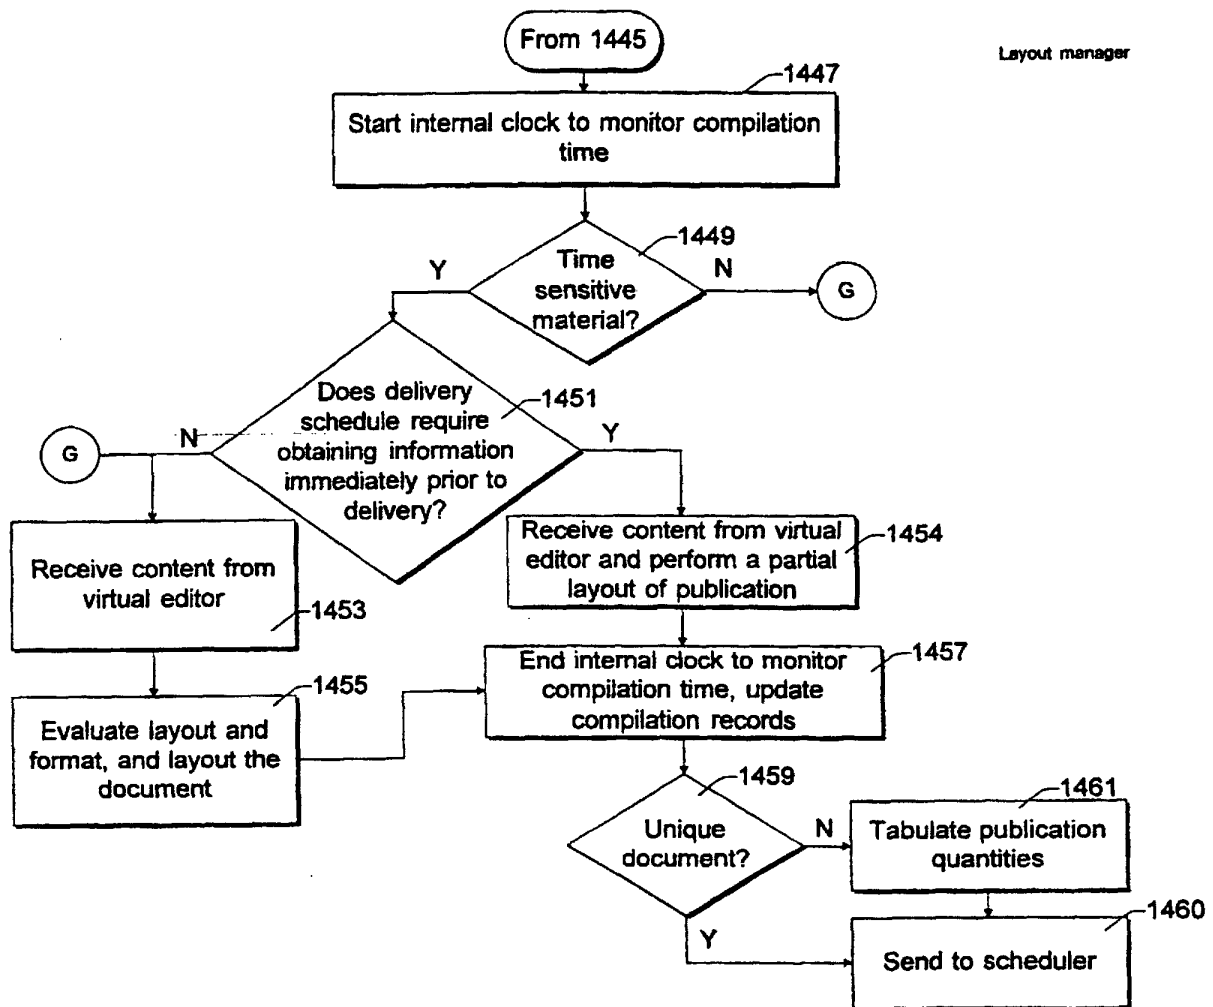 From 1445
Layout manager
1447
Start internal clock to monitor compilation
time
1449
Time
sensitive
material?
Y
N
G
Does delivery
schedule require
obtaining information
immediately prior to
delivery?
1451
N
Y
G
Receive content from
virtual editor
1453
Receive content from virtual
editor and perform a partial
layout of publication
1454
1455
Evaluate layout and
format, and layout the
document
End internal clock to monitor
compilation time, update
compilation records
1457
1459
Unique
document?
N
Y
1461
Tabulate publication
quantities
1460
Send to scheduler